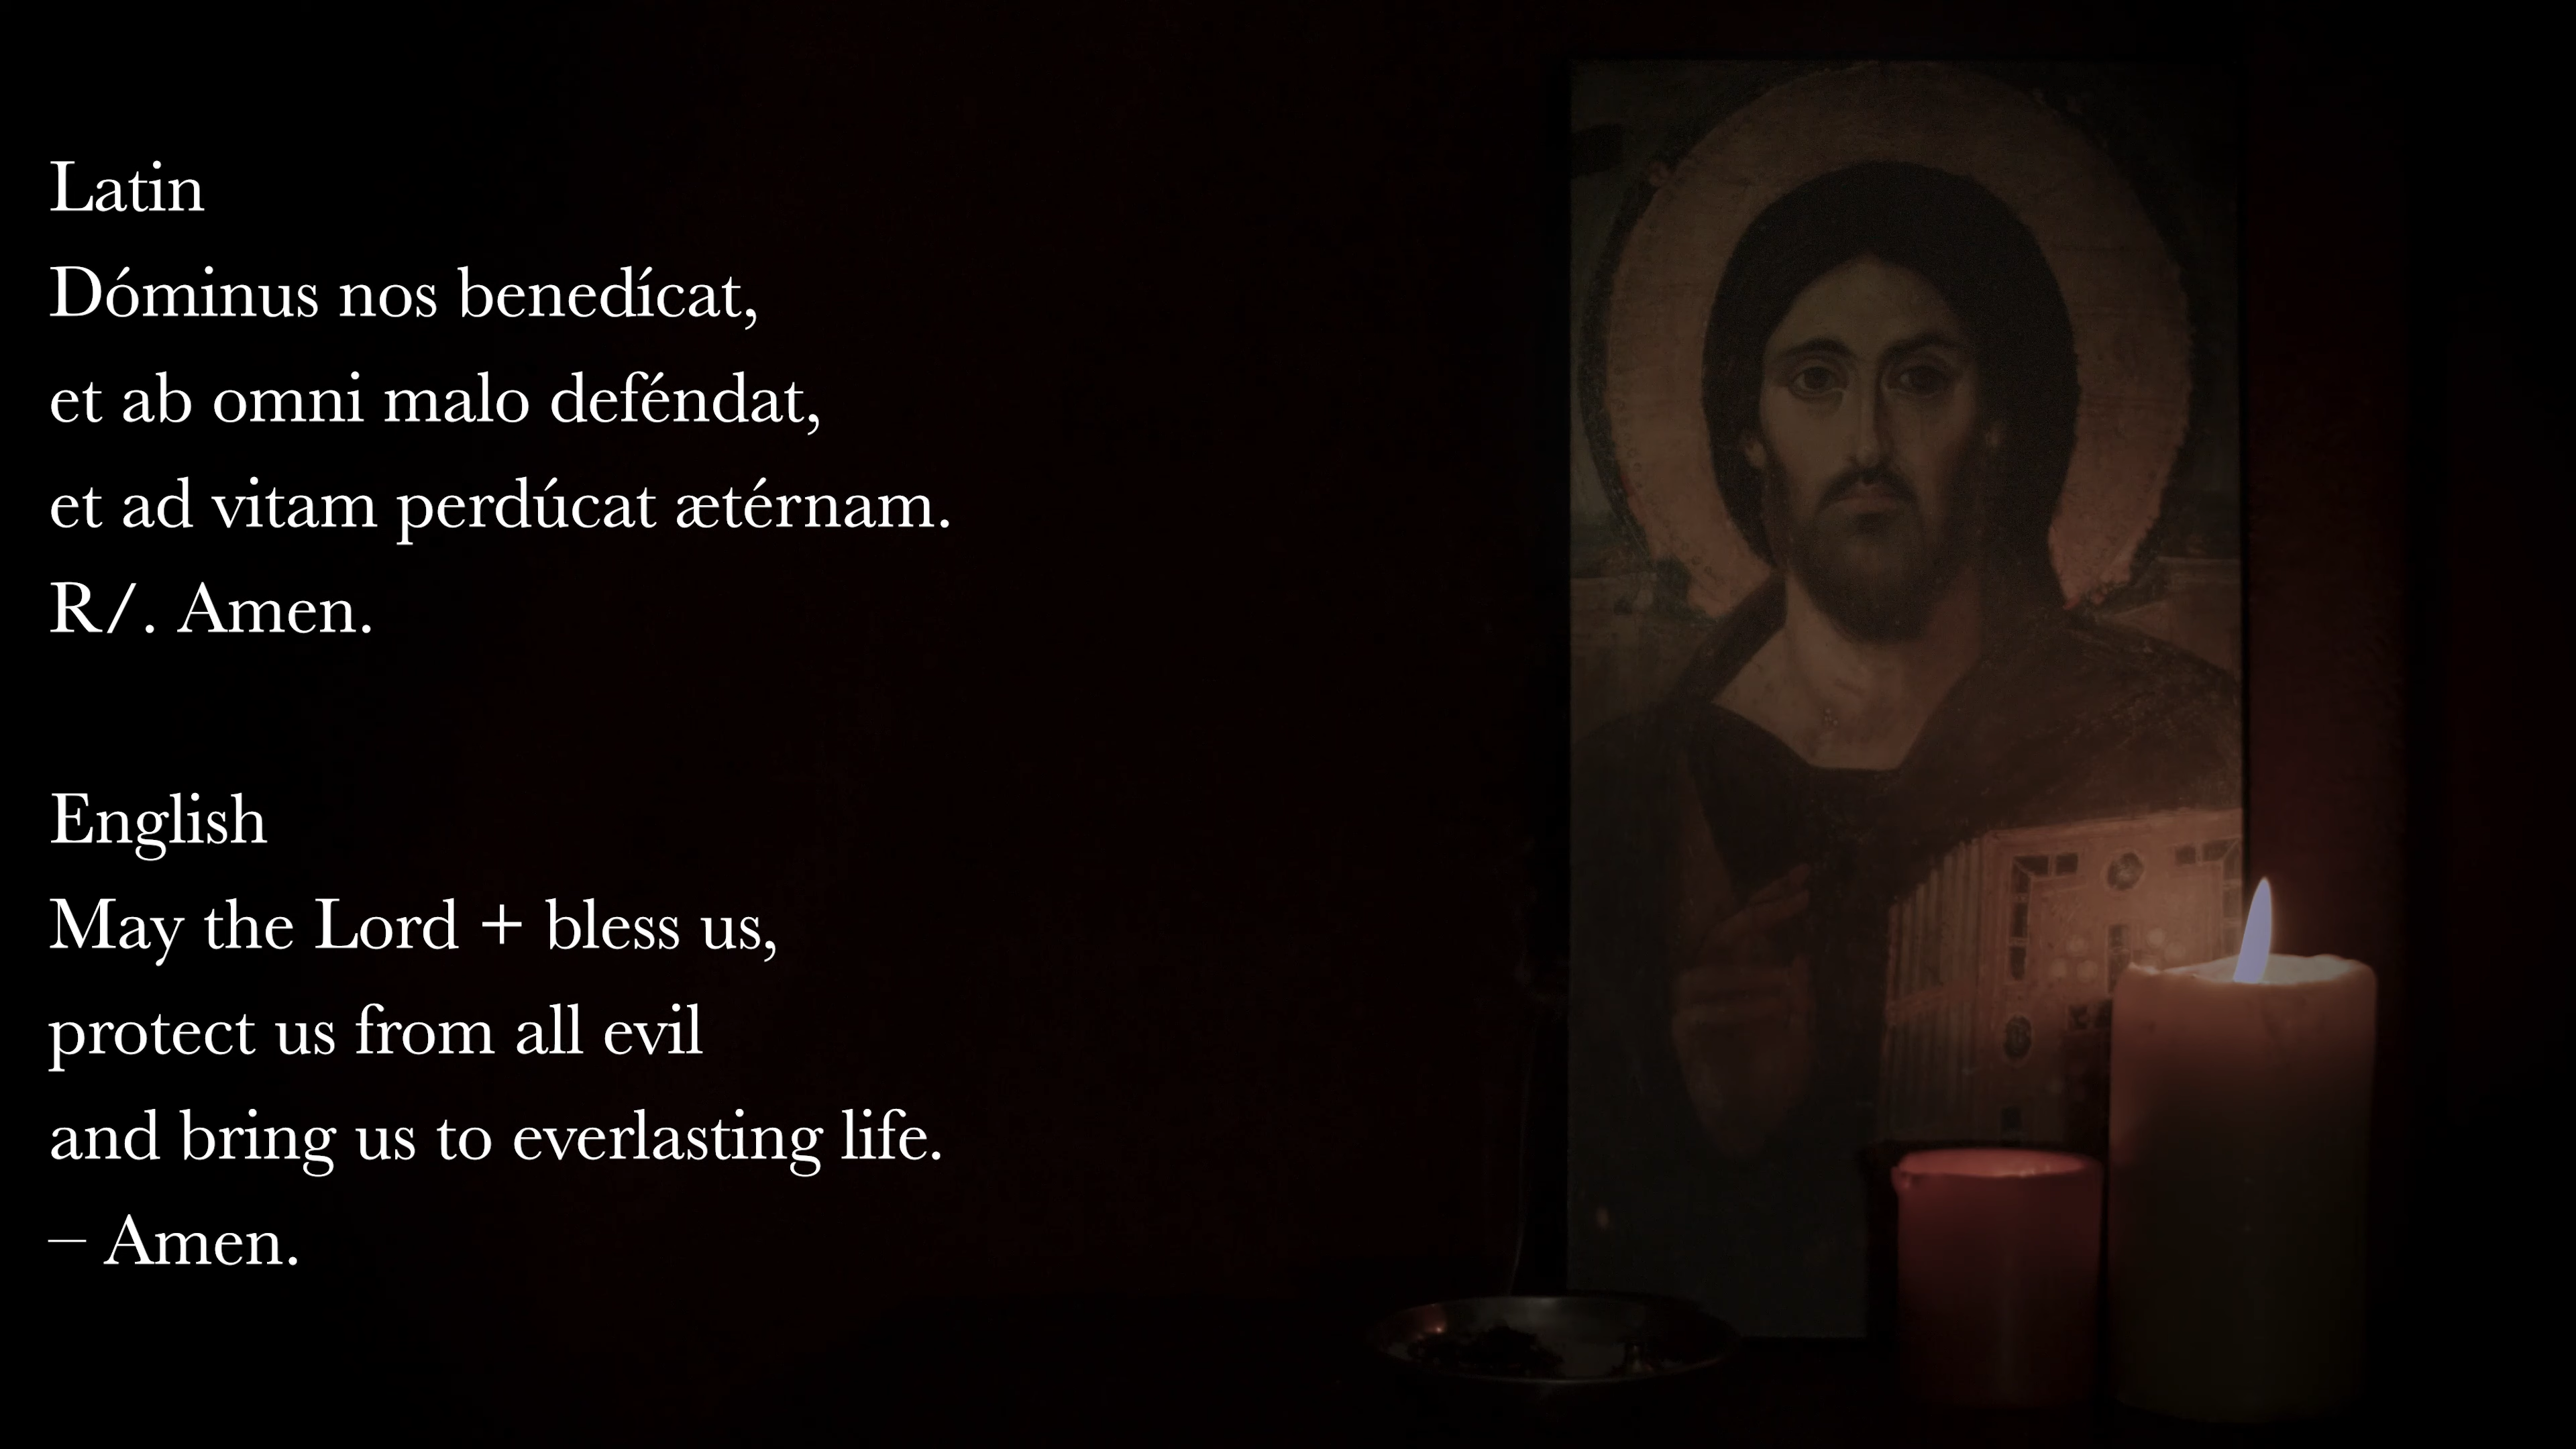 Latin
Dóminus nos benedícat,
et ab omni malo deféndat,
et ad vitam perdúcat ætérnam.
R/. Amen.
English
May the Lord + bless us,
protect us from all evil
and bring us to everlasting life.
– Amen.